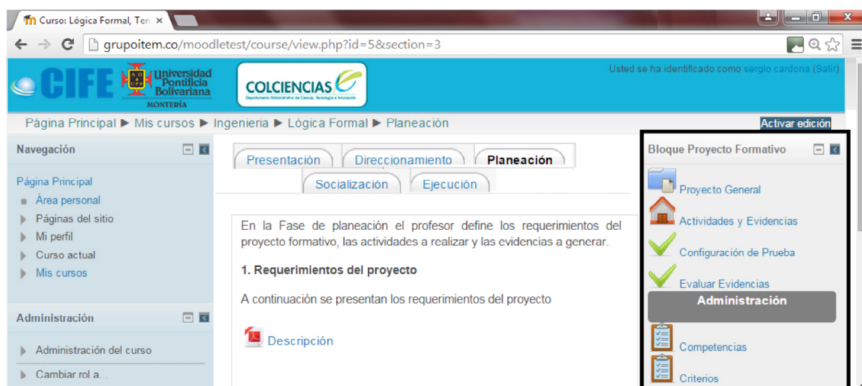 Curso: Lógica Formal, Ten
grupoitem.co/moodletest/course/view.php?id=5&section=3
CIFE
Universidad
Pontificia
Bolivariana
MONTERÍA
COLCIENCIAS
Usted se ha identificado como sergio cardona (Salir)
Página Principal ► Mis cursos ► Ingenieria ► Lógica Formal ► Planeación
Activar edición
Navegación
Página Principal
Área personal
Páginas del sitio
Mi perfil
Curso actual
Mis cursos
Administración
Administración del curso
Cambiar rol a...
Presentación
Direccionamiento
Planeación
Socialización
Ejecución
En la Fase de planeación el profesor define los requerimientos del
proyecto formativo, las actividades a realizar y las evidencias a generar.
1. Requerimientos del proyecto
A continuación se presentan los requerimientos del proyecto
Descripción
Bloque Proyecto Formativo
Proyecto General
Actividades y Evidencias
Configuración de Prueba
Evaluar Evidencias
Administración
Competencias
Criterios